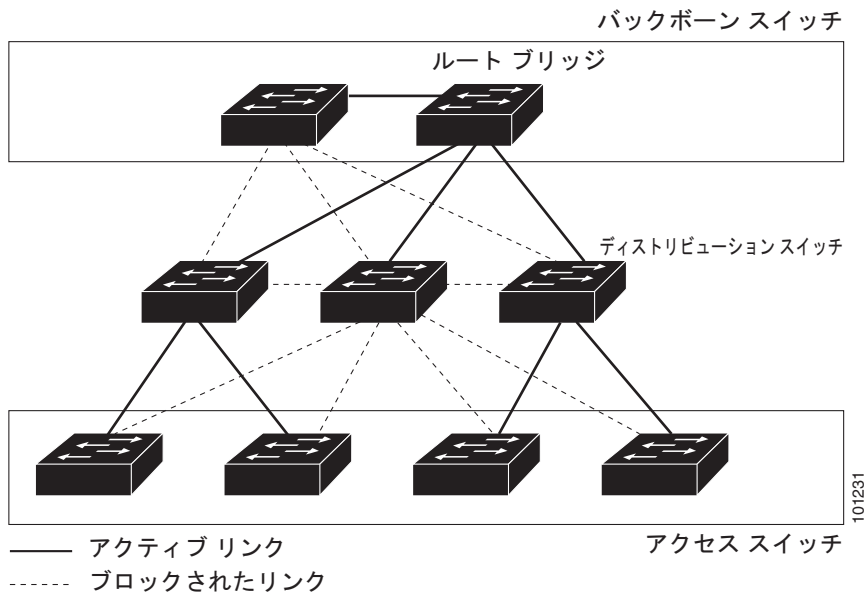 バックボーン スイッチ
ルート ブリッジ
ディストリビューション スイッチ
101231
アクセス スイッチ
アクティブ リンク
ブロックされたリンク